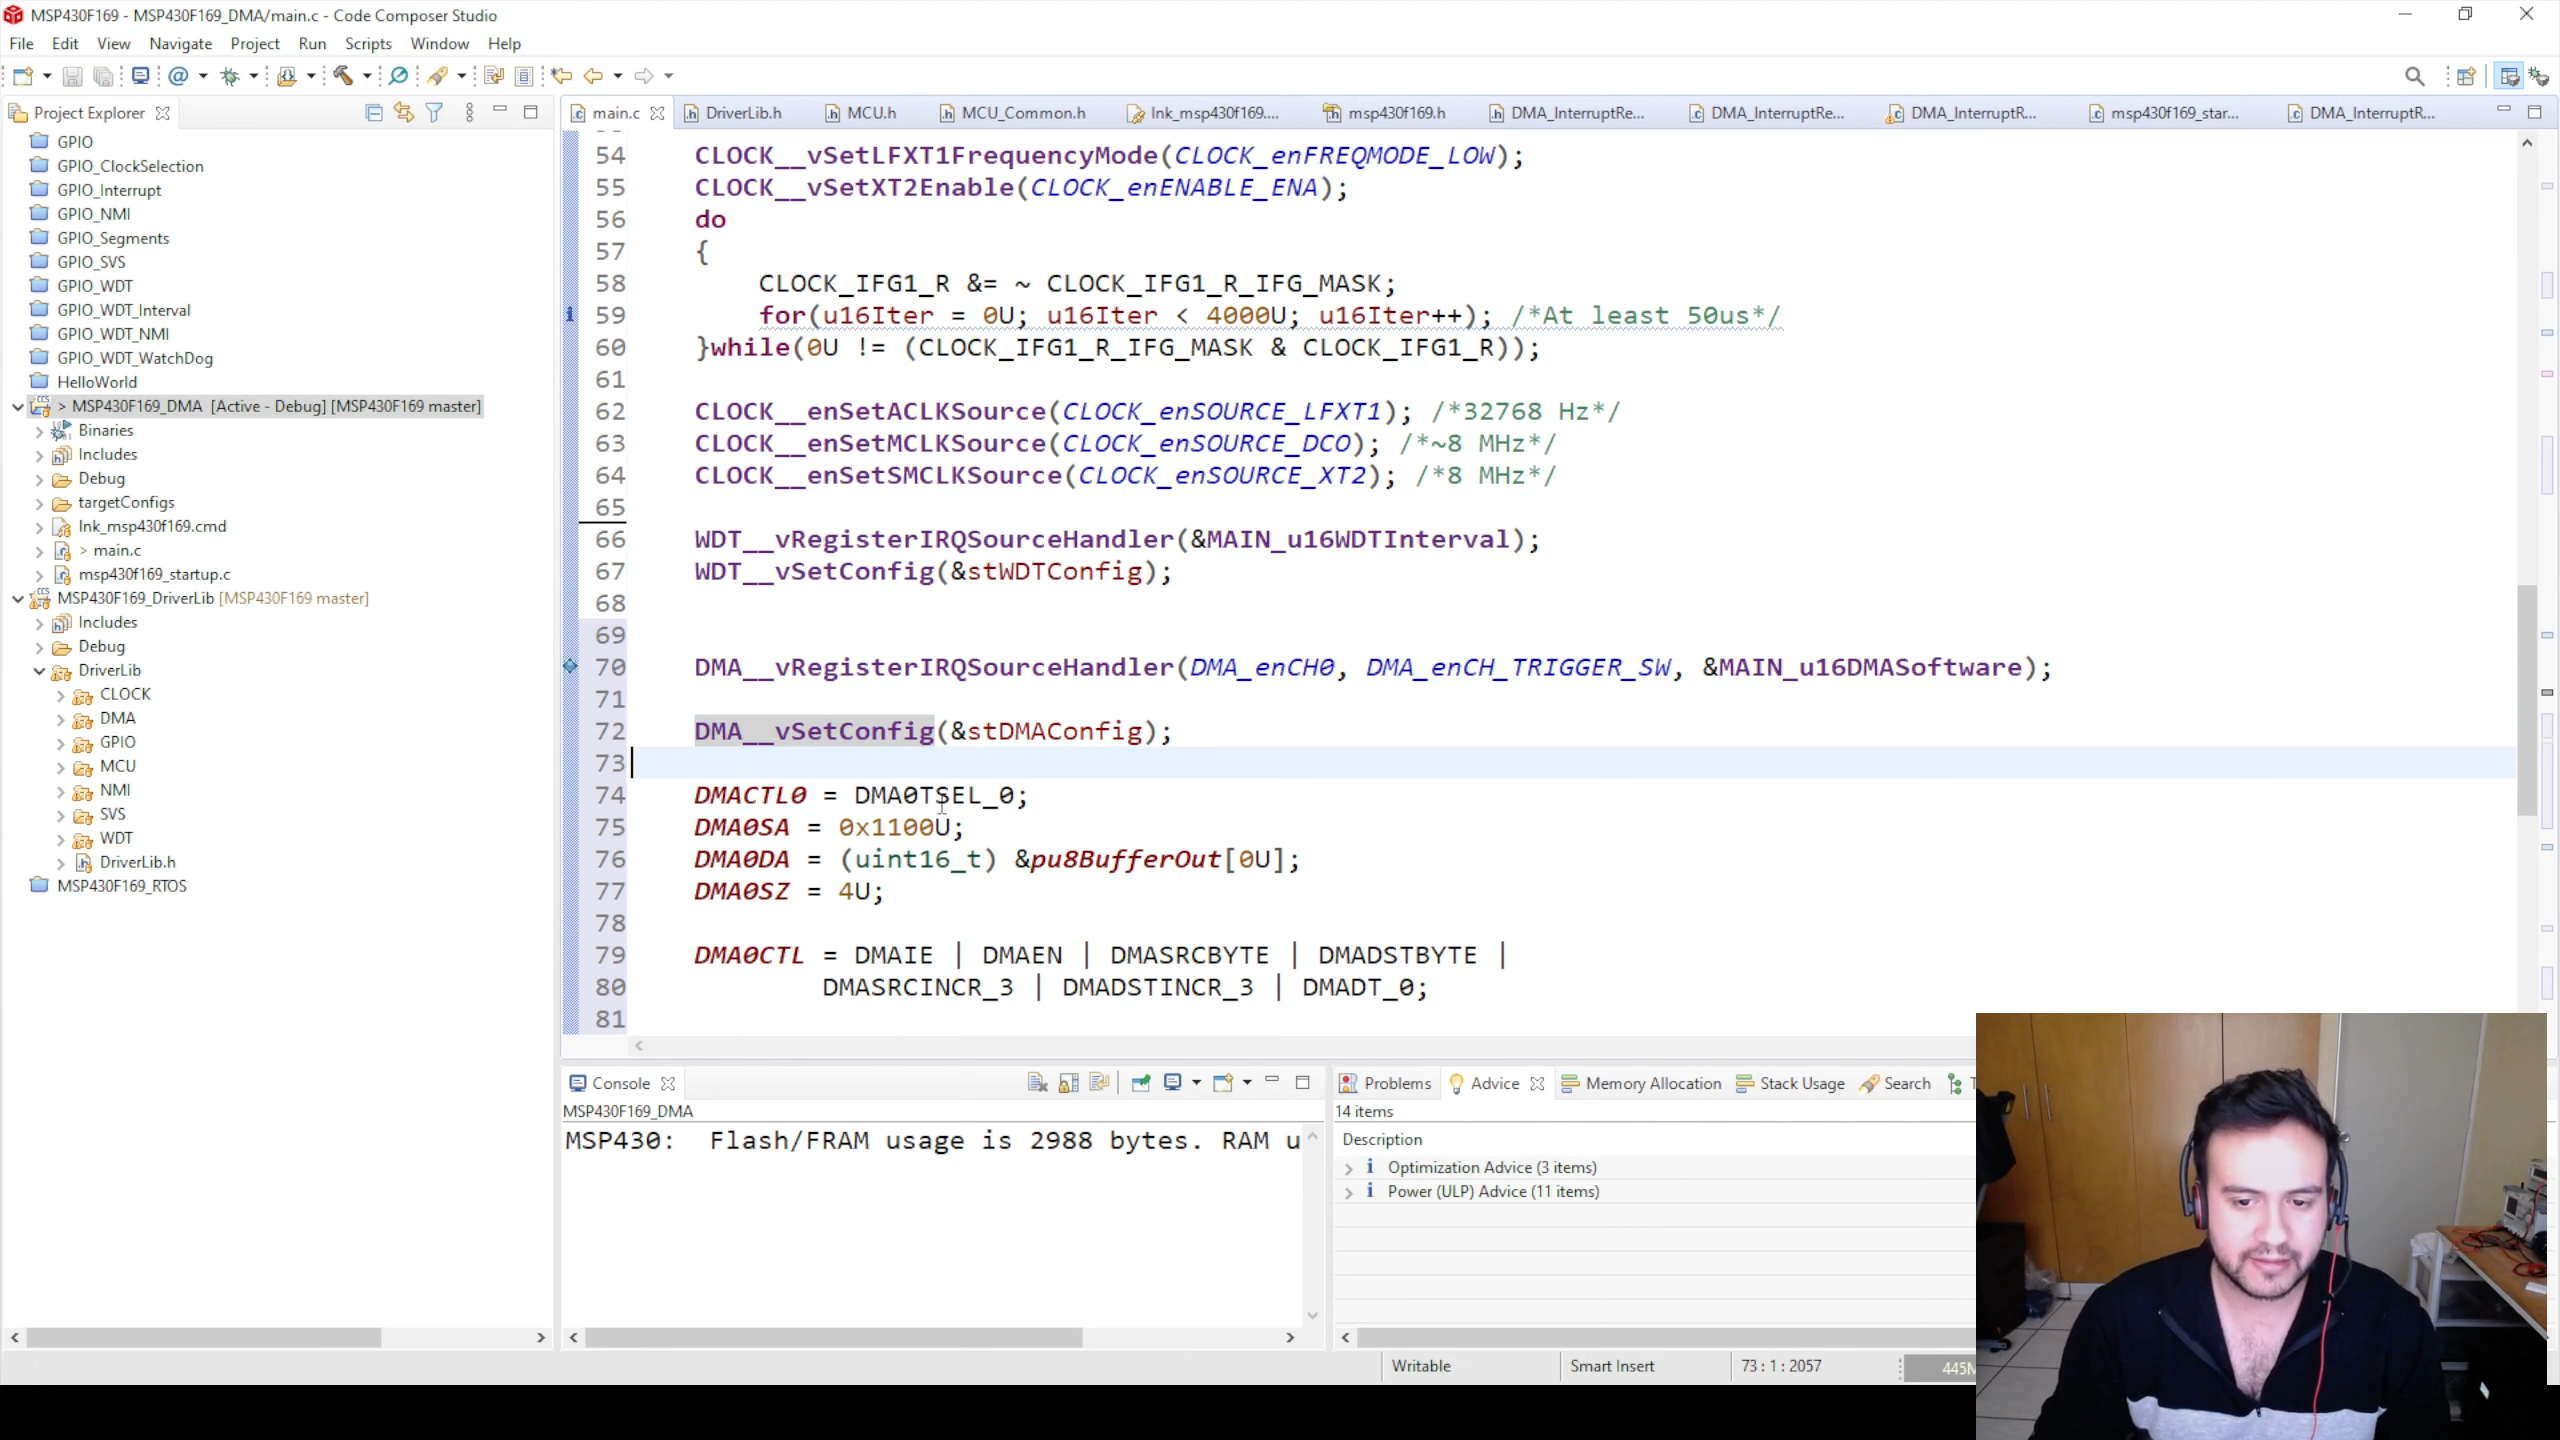 MSP430F169 - MSP430F169_DMA/main.c - Code Composer Studio
File Edit View Navigate Project Run Scripts Window Help
Project Explorer
main.c DriverLib.h MCU.h MCU_Common.h lnk_msp430f169.... msp430f169.h DMA_InterruptRe... DMA_InterruptRe... DMA_InterruptR... msp430f169_star... DMA_InterruptR...
GPIO
GPIO_ClockSelection
GPIO_Interrupt
GPIO_NMI
GPIO_Segments
GPIO_SVS
GPIO_WDT
GPIO_WDT_Interval
GPIO_WDT_NMI
GPIO_WDT_WatchDog
HelloWorld
> MSP430F169_DMA [Active - Debug] [MSP430F169 master]
Binaries
Includes
Debug
targetConfigs
lnk_msp430f169.cmd
> main.c
msp430f169_startup.c
MSP430F169_DriverLib [MSP430F169 master]
Includes
Debug
DriverLib
CLOCK
DMA
GPIO
MCU
NMI
SVS
WDT
DriverLib.h
MSP430F169_RTOS
54 CLOCK__vSetLFXT1FrequencyMode(CLOCK_enFREQMODE_LOW);
55 CLOCK__vSetXT2Enable(CLOCK_enENABLE_ENA);
56 do
57 {
58 CLOCK_IFG1_R &= ~ CLOCK_IFG1_R_IFG_MASK;
59 for(u16Iter = 0U; u16Iter < 4000U; u16Iter++); /*At least 50us*/
60 }while(0U != (CLOCK_IFG1_R_IFG_MASK & CLOCK_IFG1_R));
61
62 CLOCK__enSetACLKSource(CLOCK_enSOURCE_LFXT1); /*32768 Hz*/
63 CLOCK__enSetMCLKSource(CLOCK_enSOURCE_DCO); /*~8 MHz*/
64 CLOCK__enSetSMCLKSource(CLOCK_enSOURCE_XT2); /*8 MHz*/
65
66 WDT__vRegisterIRQSourceHandler(&MAIN_u16WDTInterval);
67 WDT__vSetConfig(&stWDTConfig);
68
69
70 DMA__vRegisterIRQSourceHandler(DMA_enCH0, DMA_enCH_TRIGGER_SW, &MAIN_u16DMASoftware);
71
72 DMA__vSetConfig(&stDMAConfig);
73
74 DMACTL0 = DMA0TSEL_0;
75 DMA0SA = 0x1100U;
76 DMA0DA = (uint16_t) &pu8BufferOut[0U];
77 DMA0SZ = 4U;
78
79 DMA0CTL = DMAIE | DMAEN | DMASRCBYTE | DMADSTBYTE |
80 DMASRCINCR_3 | DMADSTINCR_3 | DMADT_0;
81
Console
MSP430F169_DMA
MSP430: Flash/FRAM usage is 2988 bytes. RAM u
Problems Advice Memory Allocation Stack Usage Search
14 items
Description
Optimization Advice (3 items)
Power (ULP) Advice (11 items)
Writable Smart Insert 73 : 1 : 2057 445M